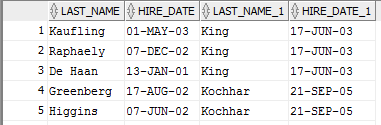 LAST_NAME HIRE_DATE LAST_NAME_1 HIRE_DATE_1
1 Kaufling 01-MAY-03 King 17-JUN-03
2 Raphaely 07-DEC-02 King 17-JUN-03
3 De Haan 13-JAN-01 King 17-JUN-03
4 Greenberg 17-AUG-02 Kochhar 21-SEP-05
5 Higgins 07-JUN-02 Kochhar 21-SEP-05